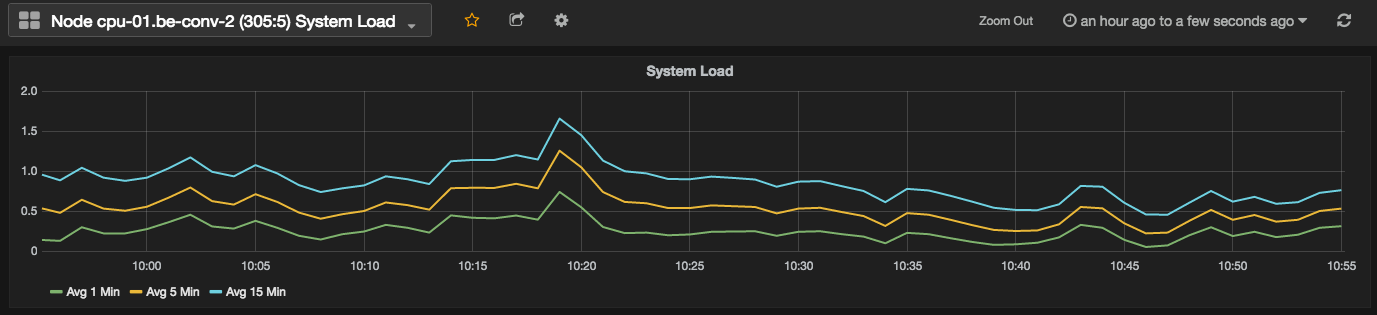 Node cpu-01.be-conv-2 (305:5) System Load
Zoom Out
an hour ago to a few seconds ago
System Load
2.0
1.5
1.0
0.5
0
10:00 10:05 10:10 10:15 10:20 10:25 10:30 10:35 10:40 10:45 10:50 10:55
Avg 1 Min Avg 5 Min Avg 15 Min